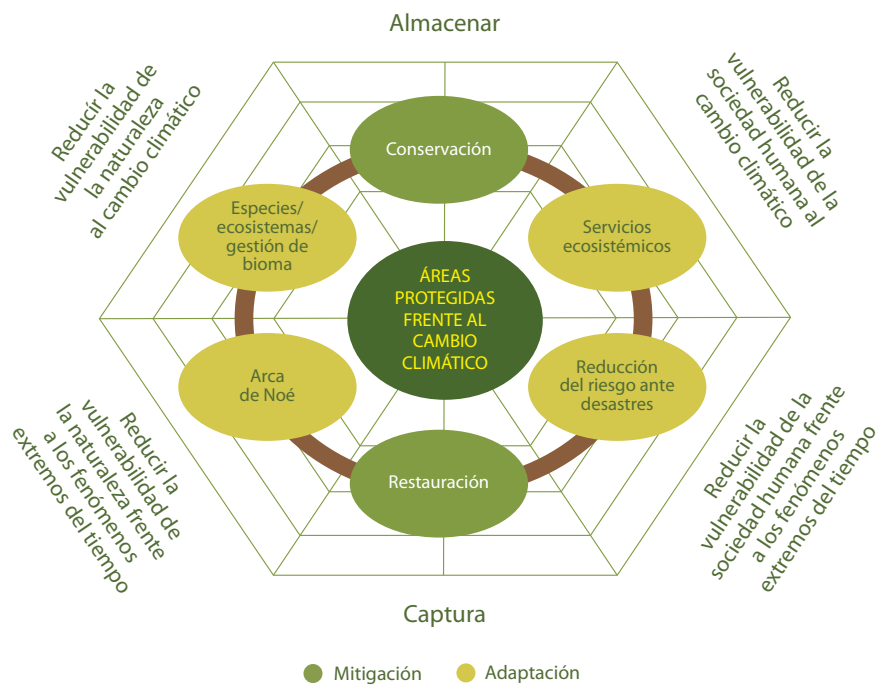 Almacenar
Reducir la
vulnerabilidad de
la naturaleza
al cambio climático
Reducir la
vulnerabilidad de la
sociedad humana al
cambio climático
Conservación
Especies/
ecosistemas/
gestión de
bioma
Servicios
ecosistémicos
ÁREAS
PROTEGIDAS
FRENTE AL
CAMBIO
CLIMÁTICO
Arca
de Noé
Reducción
del riesgo ante
desastres
Restauración
Reducir la
vulnerabilidad de
la naturaleza frente
a los fenómenos
extremos del tiempo
Reducir la
vulnerabilidad de la
sociedad humana frente
a los fenómenos
extremos del tiempo
Captura
Mitigación
Adaptación